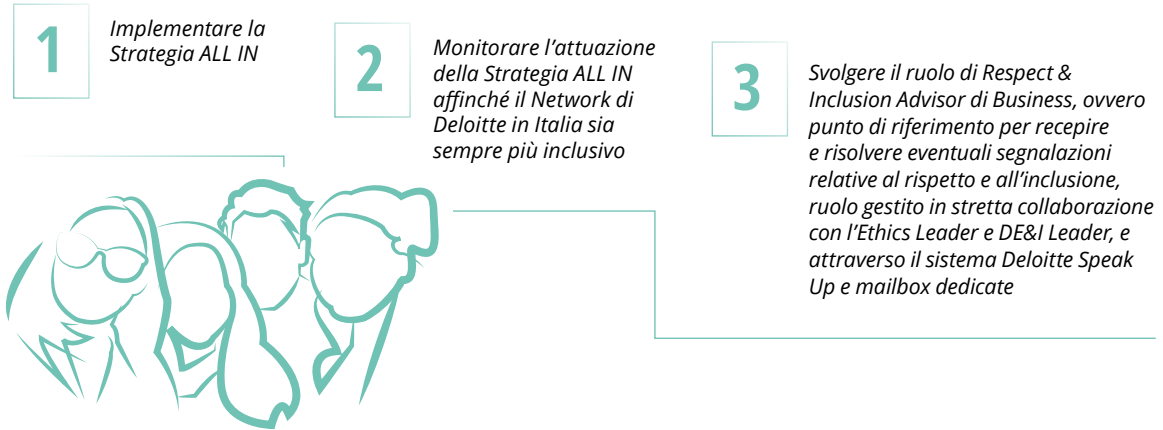 1
Implementare la
Strategia ALL IN
2
Monitorare l'attuazione
della Strategia ALL IN
affinché il Network di
Deloitte in Italia sia
sempre più inclusivo
3
Svolgere il ruolo di Respect &
Inclusion Advisor di Business, ovvero
punto di riferimento per recepire
e risolvere eventuali segnalazioni
relative al rispetto e all'inclusione,
ruolo gestito in stretta collaborazione
con l'Ethics Leader e DE&I Leader, e
attraverso il sistema Deloitte Speak
Up e mailbox dedicate